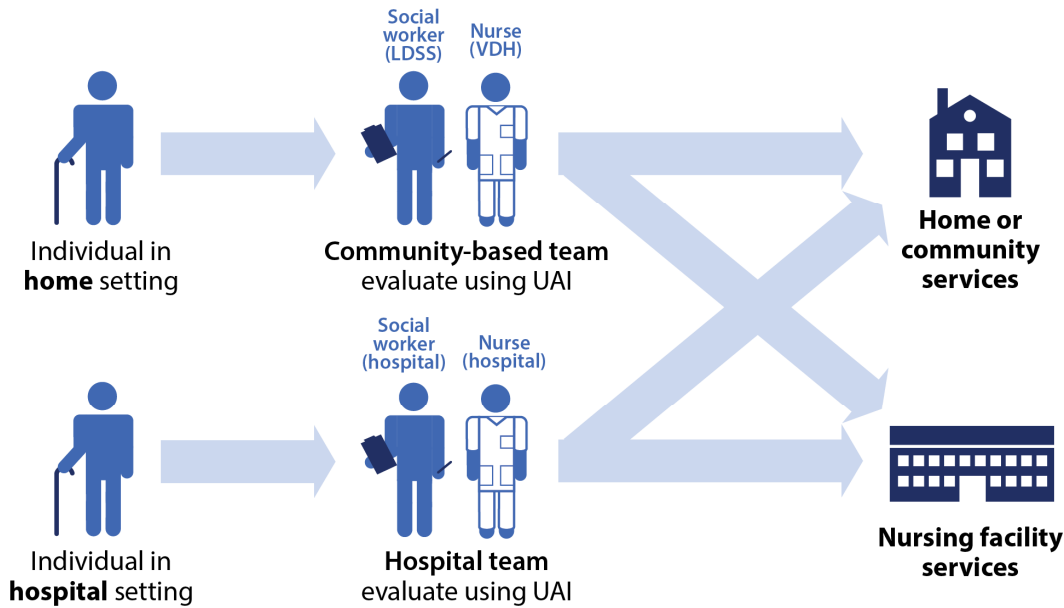 Social
worker
(LDSS)
Nurse
(VDH)
Individual in
home setting
Community-based team
evaluate using UAI
Home or
community
services
Social
worker
(hospital)
Nurse
(hospital)
Individual in
hospital setting
Hospital team
evaluate using UAI
Nursing facility
services